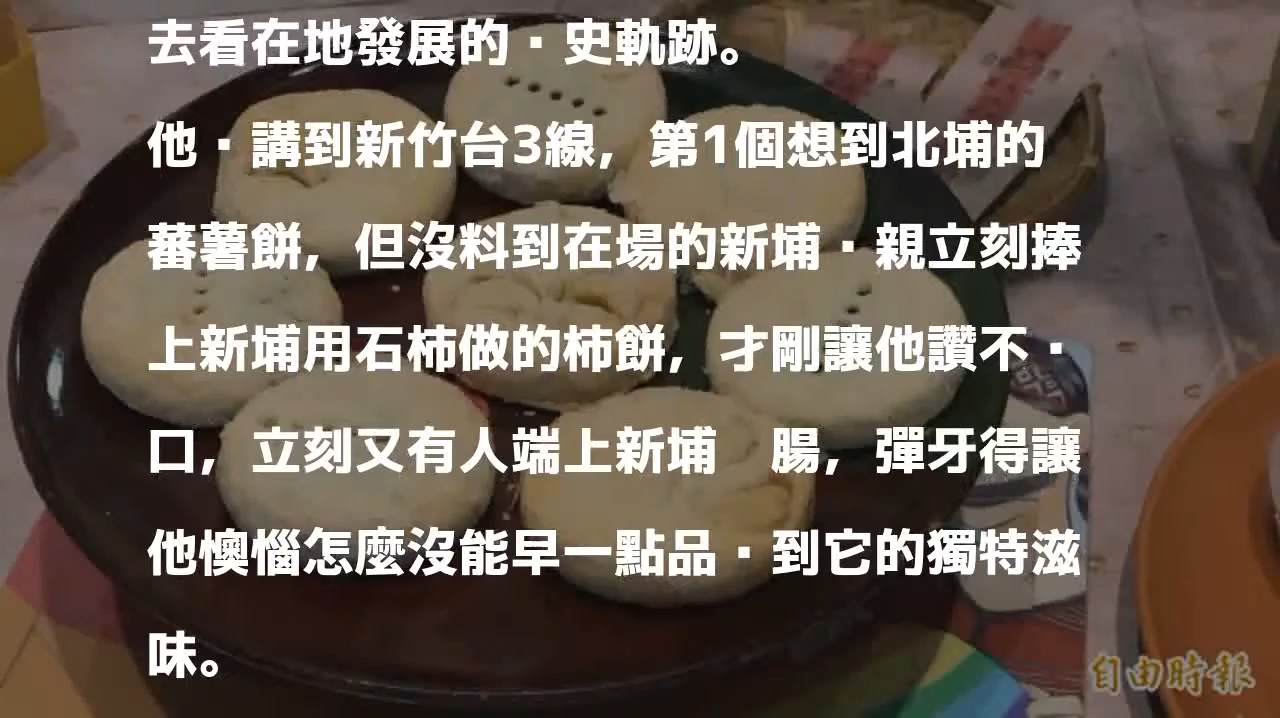 去看在地發展的·史軌跡。
他·講到新竹台3線，第1個想到北埔的
蕃薯餅，但沒料到在場的新埔·親立刻捧
上新埔用石柿做的柿餅，才剛讓他讚不·
口，立刻又有人端上新埔　腸，彈牙得讓
他懊惱怎麼沒能早一點品·到它的獨特滋
味。
自由時報